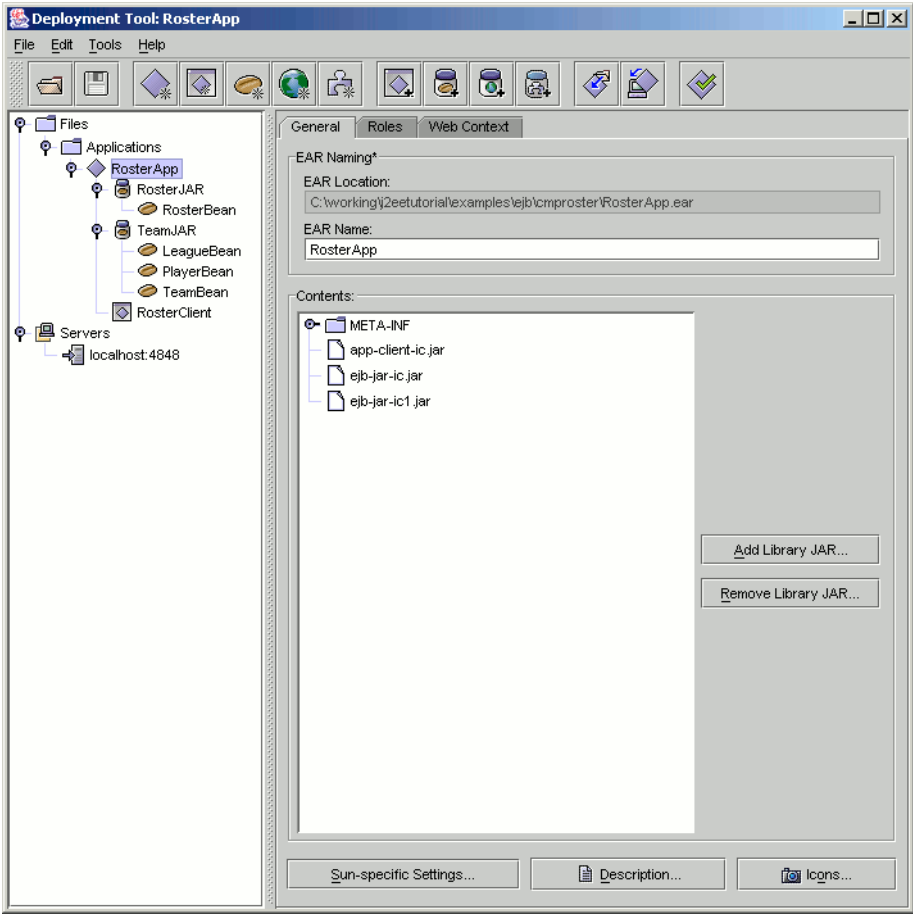 Deployment Tool: RosterApp
File Edit Tools Help
Files
Applications
RosterApp
RosterJAR
RosterBean
TeamJAR
LeagueBean
PlayerBean
TeamBean
RosterClient
Servers
localhost:4848
General Roles Web Context
EAR Naming*
EAR Location:
C:\working\j2eetutorial\examples\ejb\cmproster\RosterApp.ear
EAR Name:
RosterApp
Contents:
META-INF
app-client-ic.jar
ejb-jar-ic.jar
ejb-jar-ic1.jar
Add Library JAR...
Remove Library JAR...
Sun-specific Settings... Description... Icons...